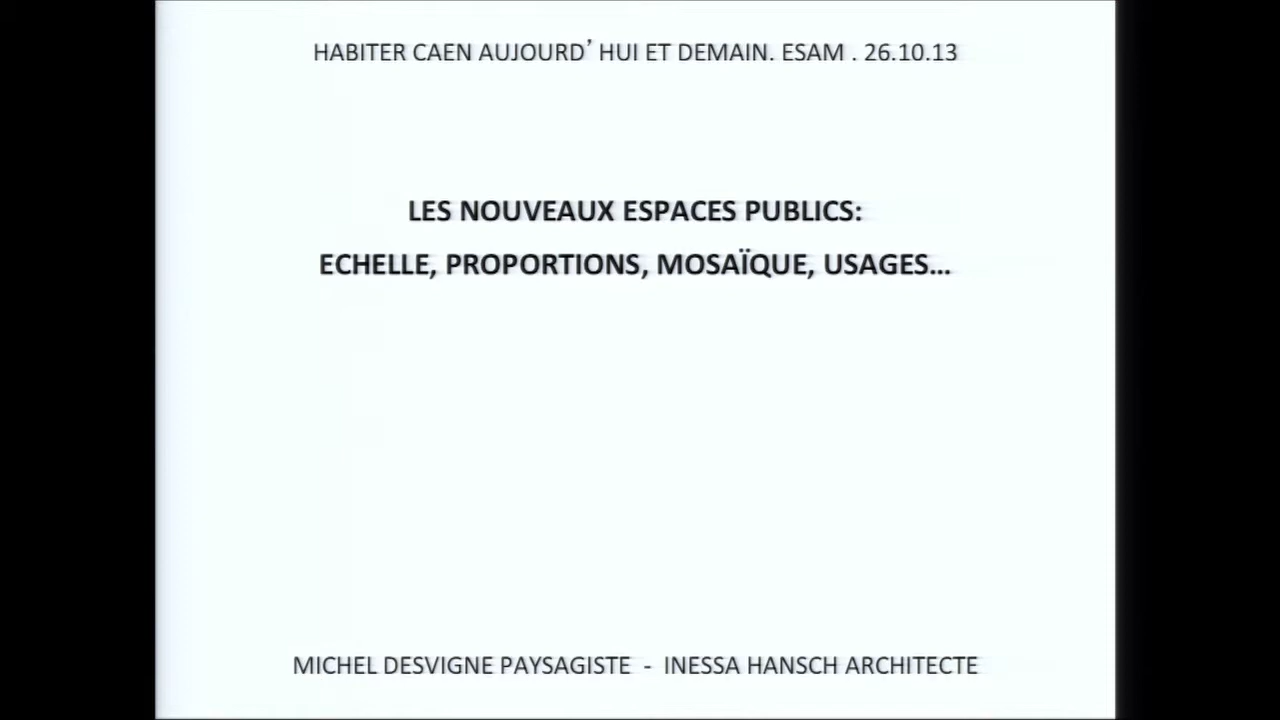 HABITER CAEN AUJOURD’ HUI ET DEMAIN. ESAM . 26.10.13
LES NOUVEAUX ESPACES PUBLICS:
ECHELLE, PROPORTIONS, MOSAÏQUE, USAGES...
MICHEL DESVIGNE PAYSAGISTE - INESSA HANSCH ARCHITECTE